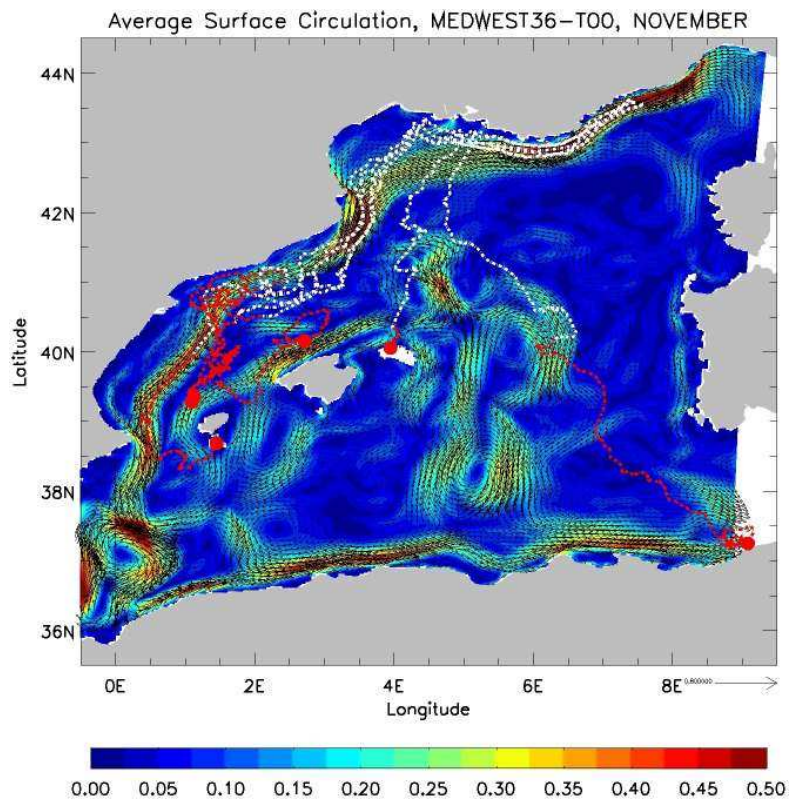 Average Surface Circulation, MEDWEST36-T00, NOVEMBER
44N
42N
40N
38N
36N
Latitude
0E 2E 4E 6E 8E
Longitude
0.00 0.05 0.10 0.15 0.20 0.25 0.30 0.35 0.40 0.45 0.50